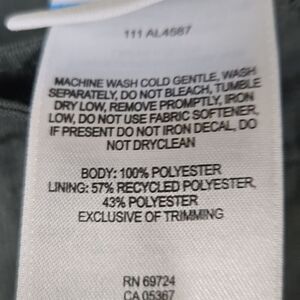 111 AL4587
MACHINE WASH COLD GENTLE, WASH
SEPARATELY, DO NOT BLEACH, TUMBLE
DRY LOW, REMOVE PROMPTLY, IRON
LOW, DO NOT USE FABRIC SOFTENER,
IF PRESENT DO NOT IRON DECAL, DO
NOT DRYCLEAN
BODY: 100% POLYESTER
LINING: 57% RECYCLED POLYESTER,
43% POLYESTER
EXCLUSIVE OF TRIMMING
RN 69724
CA 05367